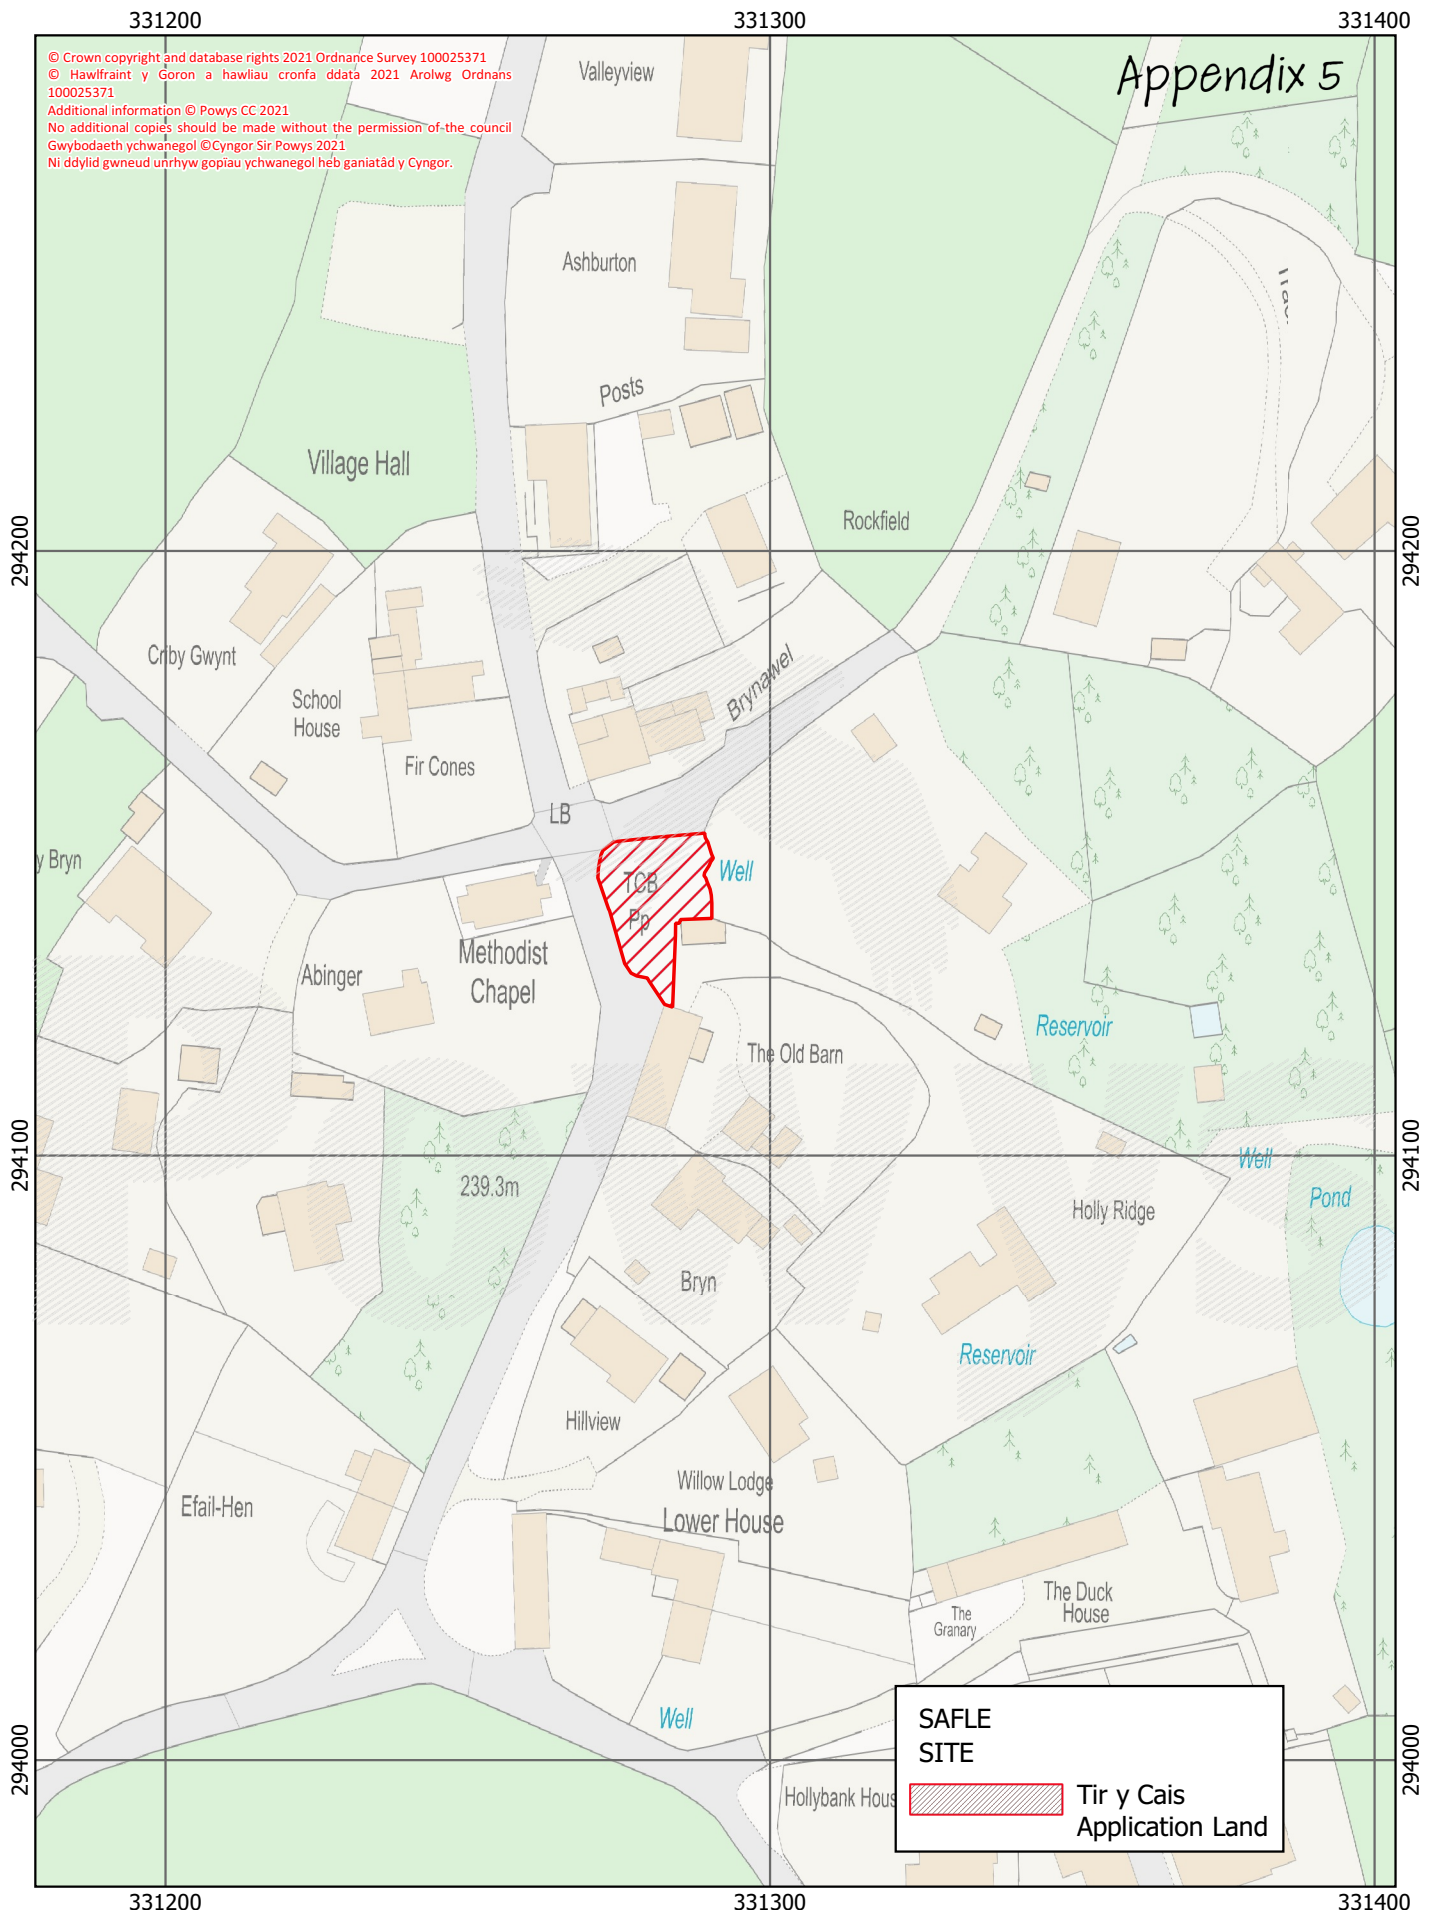 331200
331300
331400
© Crown copyright and database rights 2021 Ordnance Survey 100025371
© Hawlfraint y Goron a hawliau cronfa ddata 2021 Arolwg Ordnans
100025371
Additional information © Powys CC 2021
No additional copies should be made without the permission of the council
Gwybodaeth ychwanegol ©Cyngor Sir Powys 2021
Ni ddylid gwneud unrhyw gopïau ychwanegol heb ganiatâd y Cyngor.
Appendix 5
Valleyview
Ashburton
Posts
Village Hall
Rockfield
294200
294200
Criby Gwynt
School
House
Brynawel
Fir Cones
LB
y Bryn
TCB
Pp
Well
Methodist
Chapel
Abinger
Reservoir
The Old Barn
294100
294100
Well
239.3m
Pond
Holly Ridge
Bryn
Reservoir
Hillview
Willow Lodge
Efail-Hen
Lower House
The Duck
House
The
Granary
Well
294000
294000
Hollybank Hous
SAFLE
SITE
Tir y Cais
Application Land
331200
331300
331400